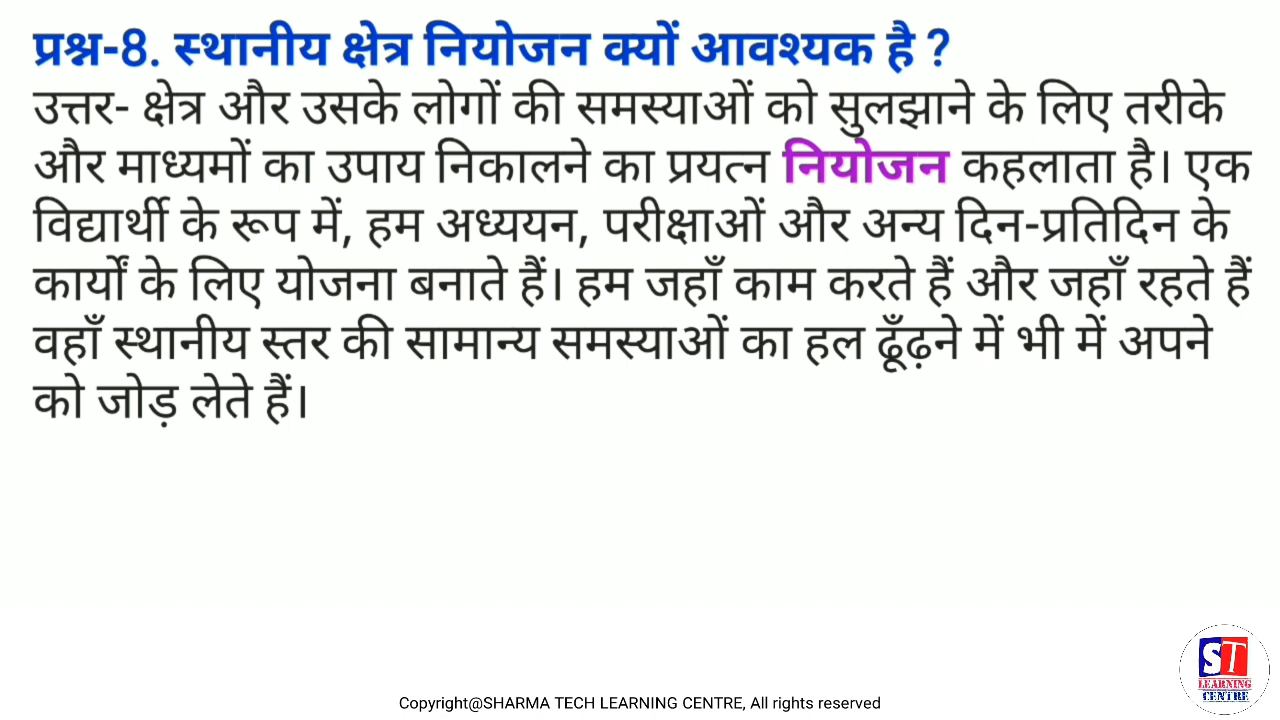 प्रश्न-8. स्थानीय क्षेत्र नियोजन क्यों आवश्यक है ?
उत्तर- क्षेत्र और उसके लोगों की समस्याओं को सुलझाने के लिए तरीके
और माध्यमों का उपाय निकालने का प्रयत्न नियोजन कहलाता है। एक
विद्यार्थी के रूप में, हम अध्ययन, परीक्षाओं और अन्य दिन-प्रतिदिन के
कार्यों के लिए योजना बनाते हैं। हम जहाँ काम करते हैं और जहाँ रहते हैं
वहाँ स्थानीय स्तर की सामान्य समस्याओं का हल ढूँढ़ने में भी में अपने
को जोड़ लेते हैं।
ST
LEARNING
CENTRE
Copyright@SHARMA TECH LEARNING CENTRE, All rights reserved